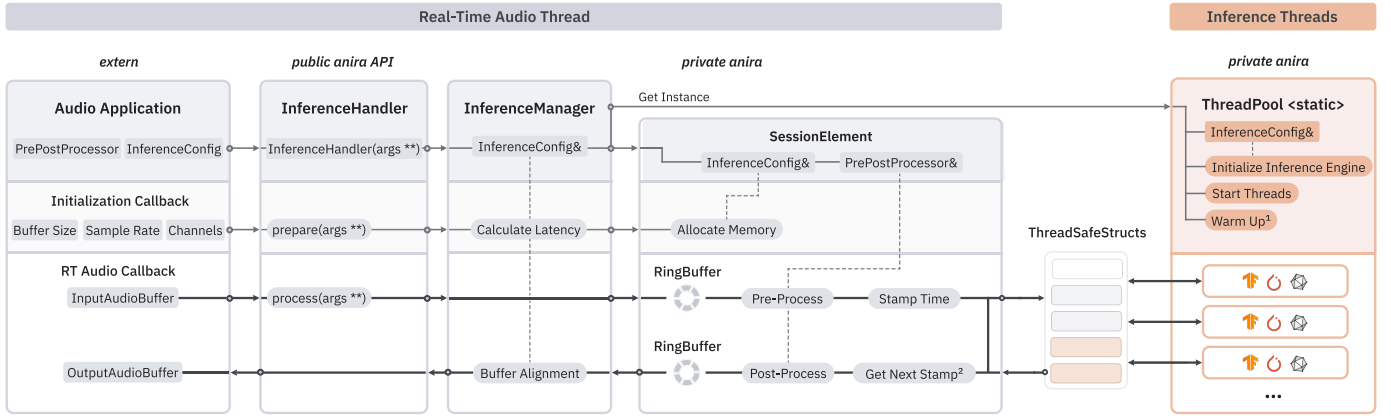 Real-Time Audio Thread
Inference Threads
extern
public anira API
private anira
private anira
Audio Application
PrePostProcessor
InferenceConfig
InferenceHandler
InferenceHandler(args **)
InferenceManager
InferenceConfig&
Get Instance
SessionElement
InferenceConfig&
PrePostProcessor&
ThreadPool <static>
InferenceConfig&
Initialize Inference Engine
Start Threads
Warm Up¹
Initialization Callback
Buffer Size
Sample Rate
Channels
prepare(args **)
Calculate Latency
Allocate Memory
ThreadSafeStructs
RT Audio Callback
InputAudioBuffer
process(args **)
RingBuffer
Pre-Process
Stamp Time
OutputAudioBuffer
Buffer Alignment
RingBuffer
Post-Process
Get Next Stamp²
...